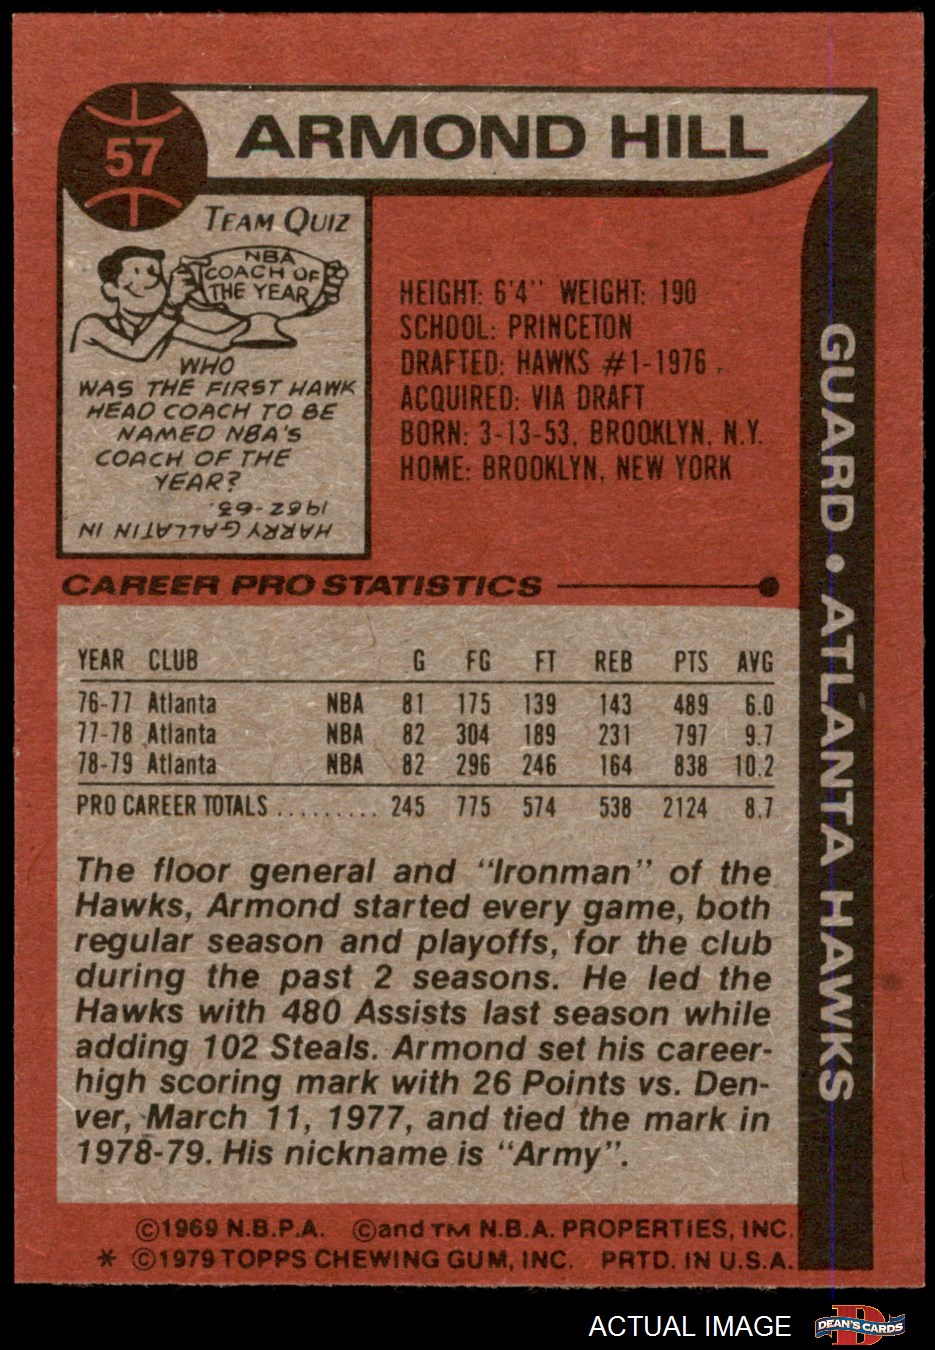 57
ARMOND HILL
TEAM QUIZ
NBA
COACH OF
THE YEAR
WHO
WAS THE FIRST HAWK
HEAD COACH TO BE
NAMED NBA'S
COACH OF THE
YEAR?
HARRY GALLATIN IN
1962-63.
HEIGHT: 6'4" WEIGHT: 190
SCHOOL: PRINCETON
DRAFTED: HAWKS #1-1976
ACQUIRED: VIA DRAFT
BORN: 3-13-53, BROOKLYN, N.Y.
HOME: BROOKLYN, NEW YORK
GUARD • ATLANTA HAWKS
CAREER PRO STATISTICS
YEAR CLUB G FG FT REB PTS AVG
76-77 Atlanta NBA 81 175 139 143 489 6.0
77-78 Atlanta NBA 82 304 189 231 797 9.7
78-79 Atlanta NBA 82 296 246 164 838 10.2
PRO CAREER TOTALS ......... 245 775 574 538 2124 8.7
The floor general and "Ironman" of the
Hawks, Armond started every game, both
regular season and playoffs, for the club
during the past 2 seasons. He led the
Hawks with 480 Assists last season while
adding 102 Steals. Armond set his career-
high scoring mark with 26 Points vs. Den-
ver, March 11, 1977, and tied the mark in
1978-79. His nickname is "Army".
©1969 N.B.P.A. ©and TM N.B.A. PROPERTIES, INC.
* ©1979 TOPPS CHEWING GUM, INC. PRTD. IN U.S.A.
ACTUAL IMAGE
D
DEAN'S CARDS